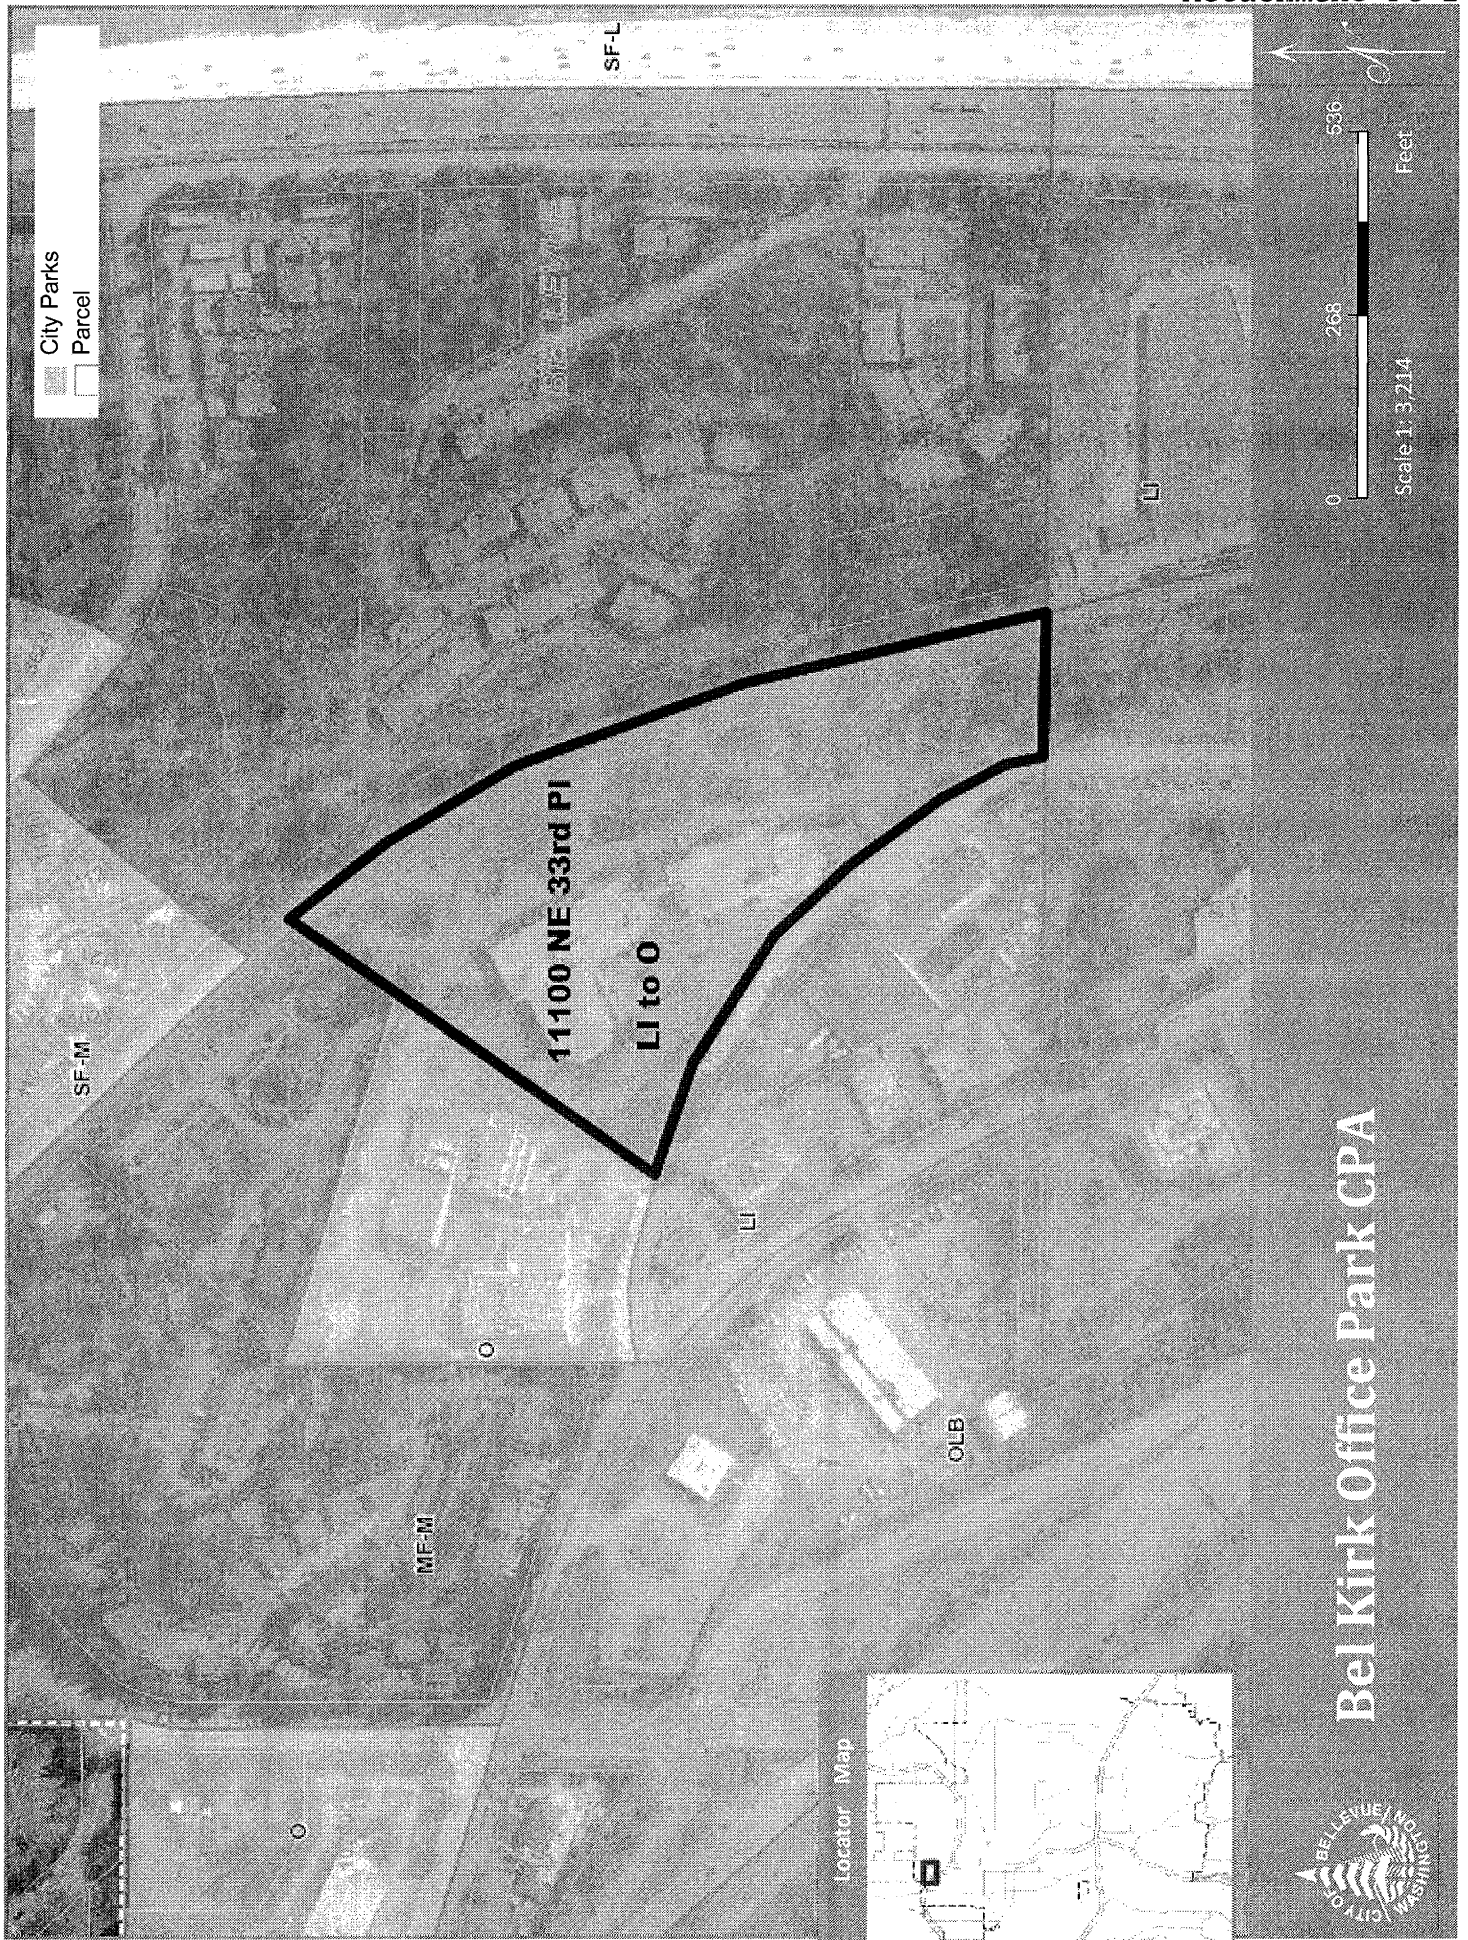 City Parks
Parcel
SF-L
SF-M
11100 NE 33rd Pl
LI to O
O
LI
LI
MF-M
O
OLB
Locator Map
CITY OF BELLEVUE
WASHINGTON
Bel Kirk Office Park CPA
0 268 536
Feet
Scale 1: 3,214